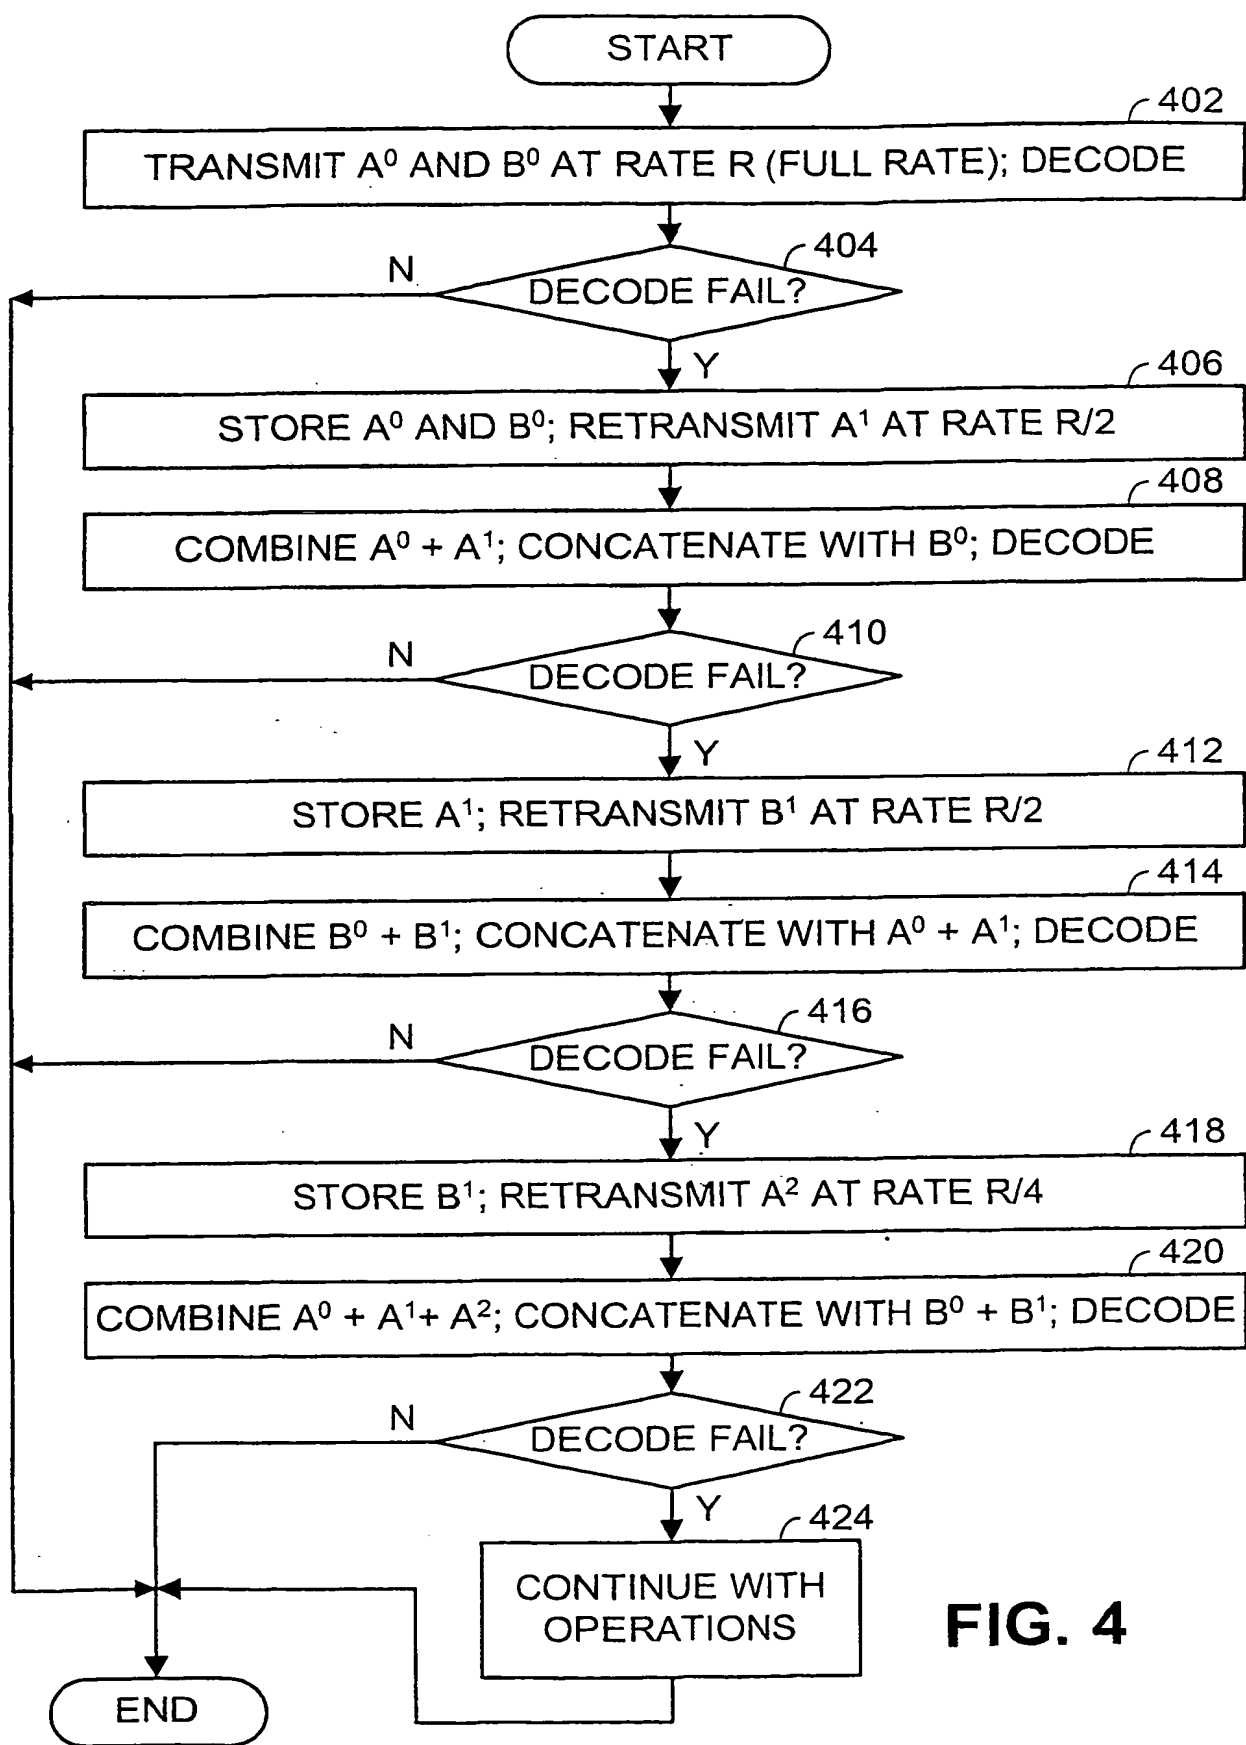 START
402
TRANSMIT A⁰ AND B⁰ AT RATE R (FULL RATE); DECODE
404
N
DECODE FAIL?
Y
406
STORE A⁰ AND B⁰; RETRANSMIT A¹ AT RATE R/2
408
COMBINE A⁰ + A¹; CONCATENATE WITH B⁰; DECODE
410
N
DECODE FAIL?
Y
412
STORE A¹; RETRANSMIT B¹ AT RATE R/2
414
COMBINE B⁰ + B¹; CONCATENATE WITH A⁰ + A¹; DECODE
416
N
DECODE FAIL?
Y
418
STORE B¹; RETRANSMIT A² AT RATE R/4
420
COMBINE A⁰ + A¹+ A²; CONCATENATE WITH B⁰ + B¹; DECODE
422
N
DECODE FAIL?
Y
424
CONTINUE WITH
OPERATIONS
FIG. 4
END